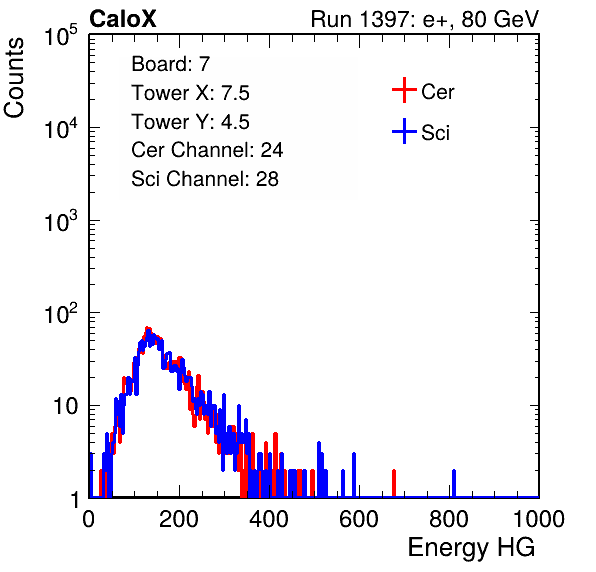 CaloX Run 1397: e+, 80 GeV
Counts
Board: 7
Tower X: 7.5
Tower Y: 4.5
Cer Channel: 24
Sci Channel: 28
Cer
Sci
10^5
10^4
10^3
10^2
10
1
0 200 400 600 800 1000
Energy HG